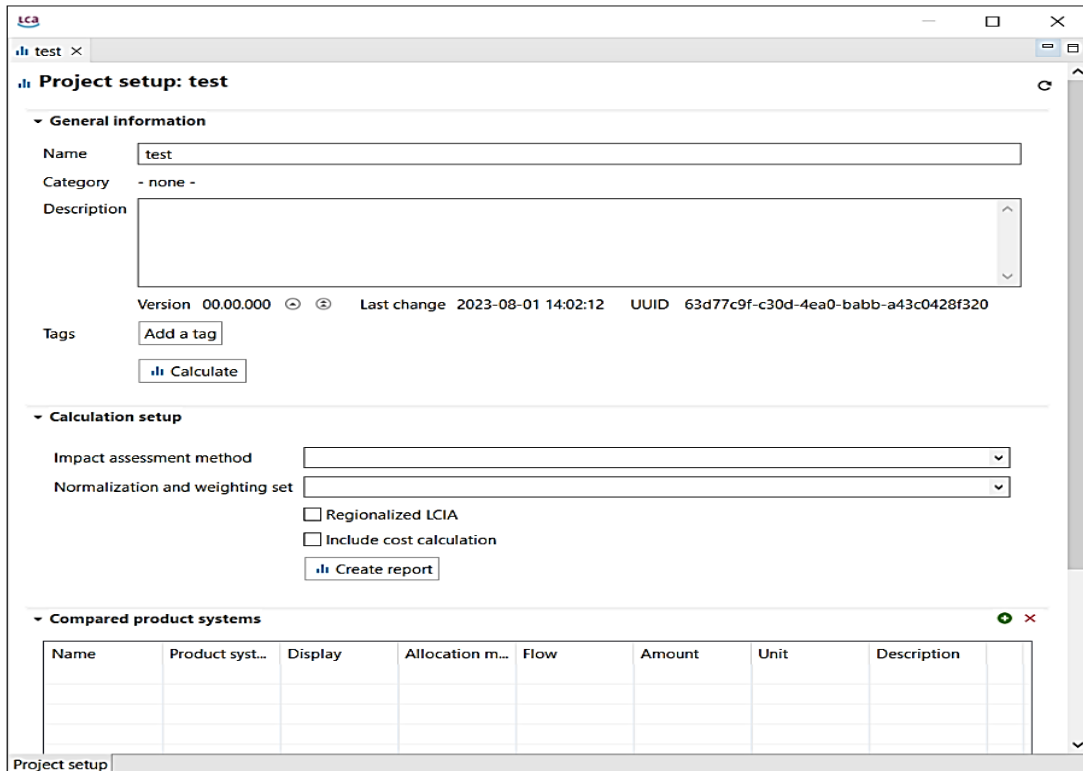 LCA
test
Project setup: test
General information
Name test
Category - none -
Description
Version 00.00.000 Last change 2023-08-01 14:02:12 UUID 63d77c9f-c30d-4ea0-babb-a43c0428f320
Tags Add a tag
Calculate
Calculation setup
Impact assessment method
Normalization and weighting set
Regionalized LCIA
Include cost calculation
Create report
Compared product systems
Name Product syst... Display Allocation m... Flow Amount Unit Description
Project setup